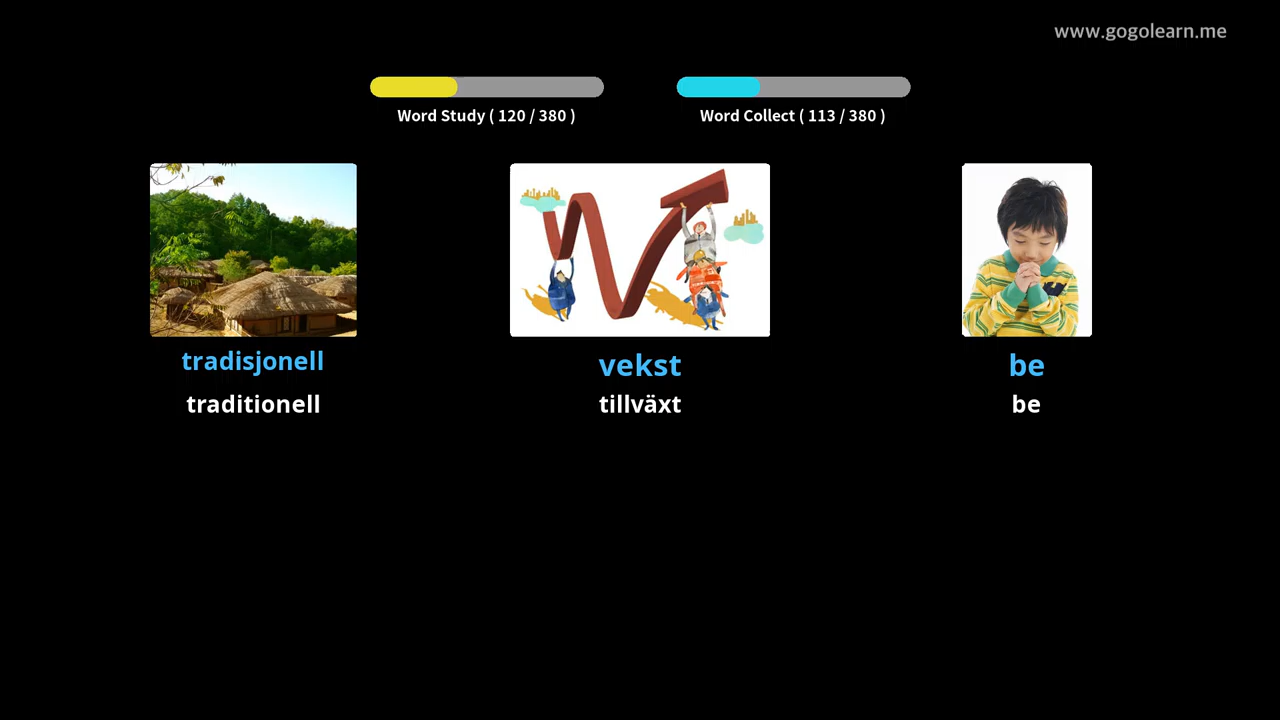 www.gogolearn.me
Word Study ( 120 / 380 )
Word Collect ( 113 / 380 )
tradisjonell
traditionell
vekst
tillväxt
be
be